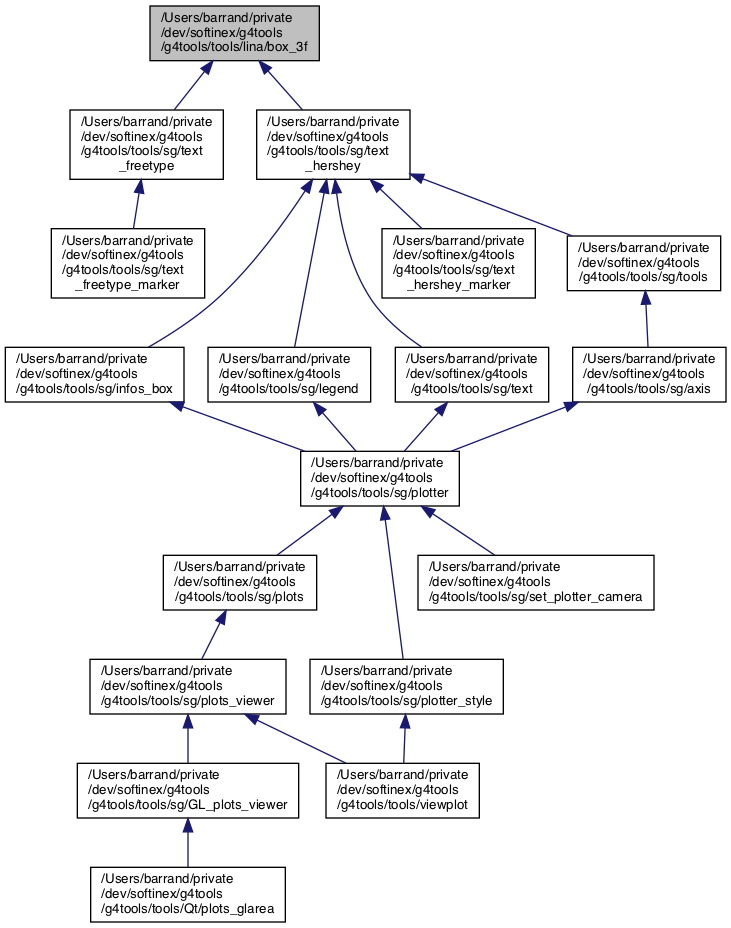 /Users/barrand/private
/dev/softinex/g4tools
/g4tools/tools/lina/box_3f
/Users/barrand/private
/dev/softinex/g4tools
/g4tools/tools/sg/text
_freetype
/Users/barrand/private
/dev/softinex/g4tools
/g4tools/tools/sg/text
_hershey
/Users/barrand/private
/dev/softinex/g4tools
/g4tools/tools/sg/text
_freetype_marker
/Users/barrand/private
/dev/softinex/g4tools
/g4tools/tools/sg/text
_hershey_marker
/Users/barrand/private
/dev/softinex/g4tools
/g4tools/tools/sg/tools
/Users/barrand/private
/dev/softinex/g4tools
/g4tools/tools/sg/infos_box
/Users/barrand/private
/dev/softinex/g4tools
/g4tools/tools/sg/legend
/Users/barrand/private
/dev/softinex/g4tools
/g4tools/tools/sg/text
/Users/barrand/private
/dev/softinex/g4tools
/g4tools/tools/sg/axis
/Users/barrand/private
/dev/softinex/g4tools
/g4tools/tools/sg/plotter
/Users/barrand/private
/dev/softinex/g4tools
/g4tools/tools/sg/plots
/Users/barrand/private
/dev/softinex/g4tools
/g4tools/tools/sg/set_plotter_camera
/Users/barrand/private
/dev/softinex/g4tools
/g4tools/tools/sg/plots_viewer
/Users/barrand/private
/dev/softinex/g4tools
/g4tools/tools/sg/plotter_style
/Users/barrand/private
/dev/softinex/g4tools
/g4tools/tools/sg/GL_plots_viewer
/Users/barrand/private
/dev/softinex/g4tools
/g4tools/tools/viewplot
/Users/barrand/private
/dev/softinex/g4tools
/g4tools/tools/Qt/plots_glarea